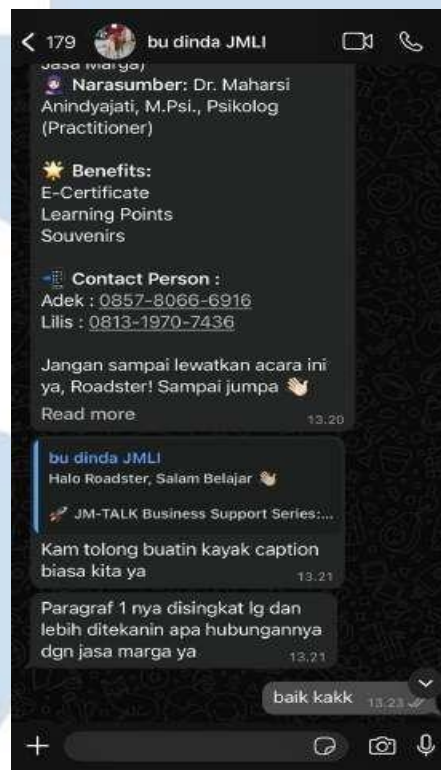 179 bu dinda JMLI
Jasa Marga)
Narasumber: Dr. Maharsi
Anindyajati, M.Psi., Psikolog
(Practitioner)
Benefits:
E-Certificate
Learning Points
Souvenirs
Contact Person :
Adek : 0857-8066-6916
Lilis : 0813-1970-7436
Jangan sampai lewatkan acara ini
ya, Roadster! Sampai jumpa 👋🏻
Read more 13.20
bu dinda JMLI
Halo Roadster, Salam Belajar 👋🏻
🚀 JM-TALK Business Support Series:...
Kam tolong buatin kayak caption
biasa kita ya 13.21
Paragraf 1 nya disingkat lg dan
lebih ditekanin apa hubungannya
dgn jasa marga ya 13.21
baik kakk 13.23